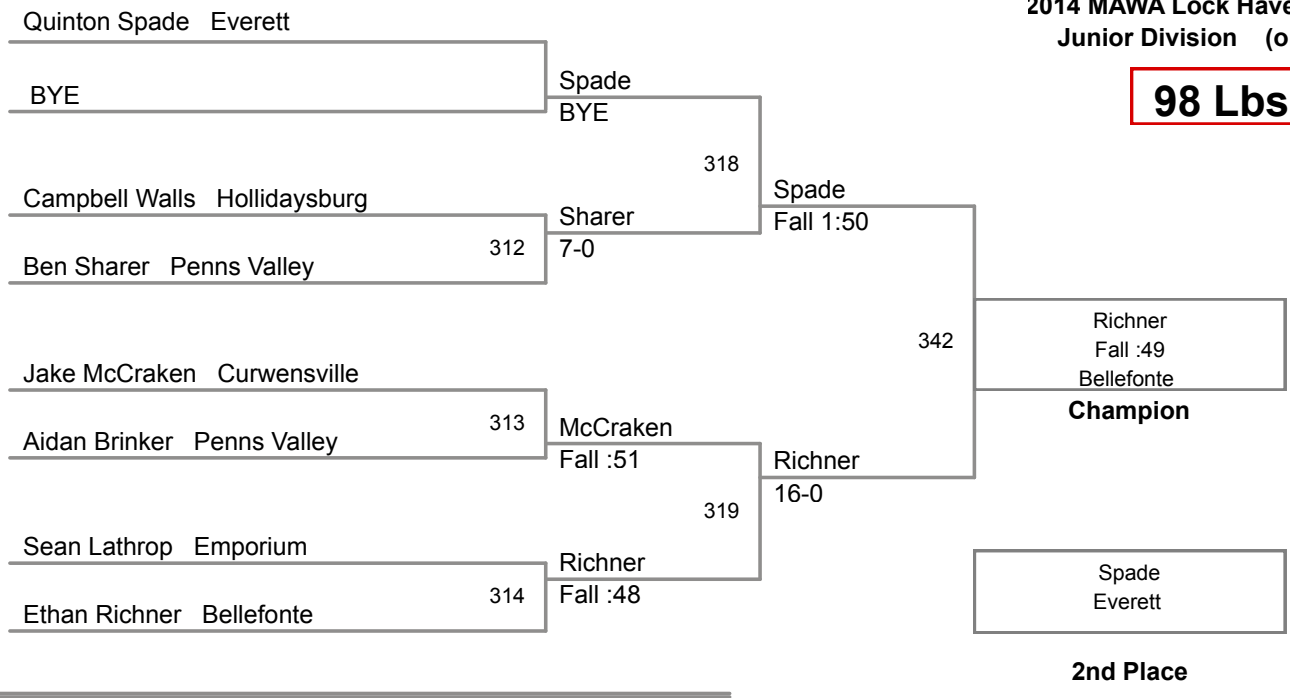 2014 MAWA Lock Have
Junior Division (o
98 Lbs
Quinton Spade Everett
BYE
Spade
BYE
318
Campbell Walls Hollidaysburg
312
Ben Sharer Penns Valley
Sharer
7-0
Spade
Fall 1:50
342
Jake McCraken Curwensville
313
Aidan Brinker Penns Valley
McCraken
Fall :51
319
Sean Lathrop Emporium
314
Ethan Richner Bellefonte
Richner
Fall :48
Richner
16-0
Richner
Fall :49
Bellefonte
Champion
Spade
Everett
2nd Place